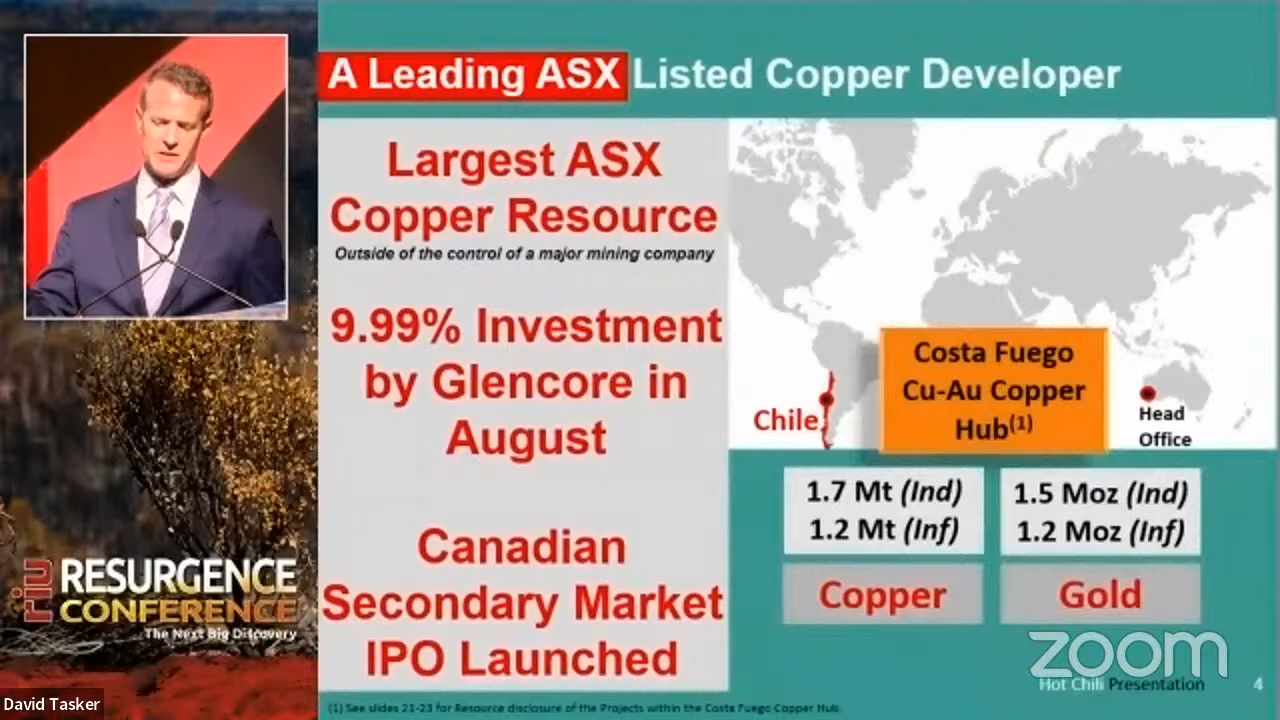 A Leading ASX Listed Copper Developer
Largest ASX
Copper Resource
Outside of the control of a major mining company
9.99% Investment
by Glencore in
August
Canadian
Secondary Market
IPO Launched
Costa Fuego
Cu-Au Copper
Hub(1)
Chile
Head
Office
1.7 Mt (Ind)
1.2 Mt (Inf)
Copper
1.5 Moz (Ind)
1.2 Moz (Inf)
Gold
riu RESURGENCE
CONFERENCE
The Next Big Discovery
zoom
Hot Chili Presentation 4
(1) See slides 21-23 for Resource disclosure of the Projects within the Costa Fuego Copper Hub.
David Tasker